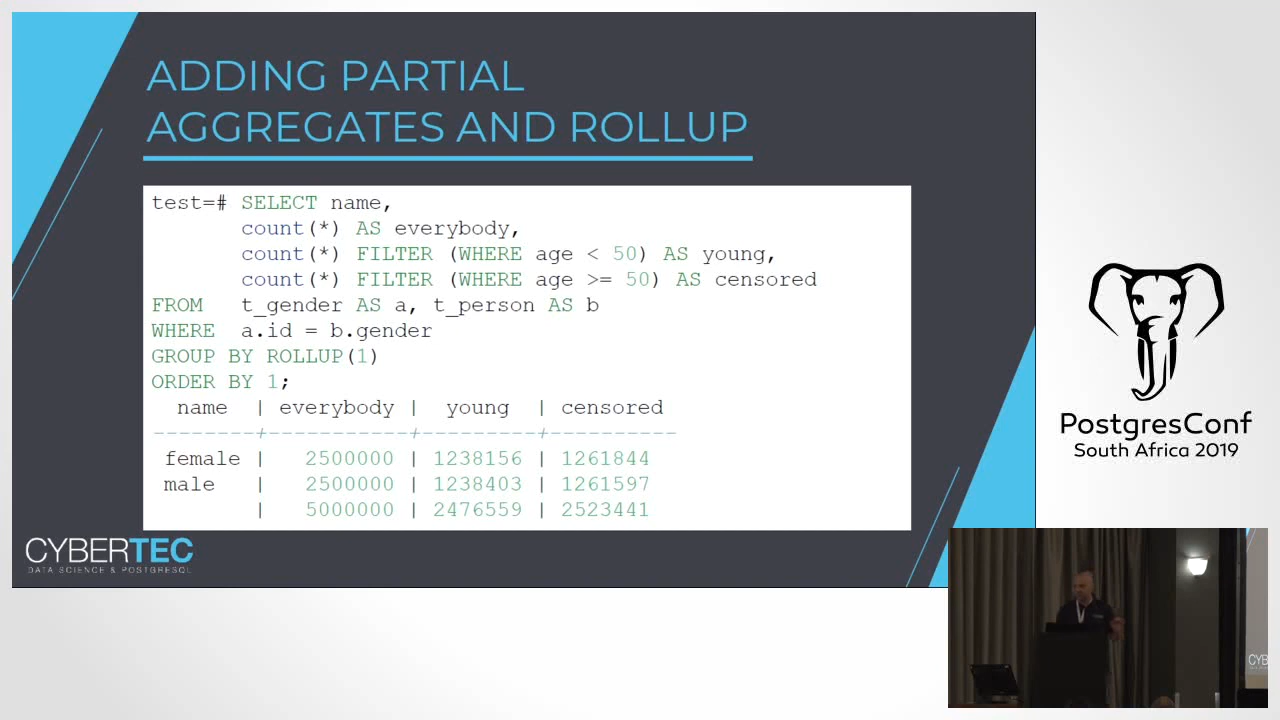 ADDING PARTIAL
AGGREGATES AND ROLLUP
test=# SELECT name,
count(*) AS everybody,
count(*) FILTER (WHERE age < 50) AS young,
count(*) FILTER (WHERE age >= 50) AS censored
FROM t_gender AS a, t_person AS b
WHERE a.id = b.gender
GROUP BY ROLLUP(1)
ORDER BY 1;
name | everybody | young | censored
--------+-----------+---------+----------
female | 2500000 | 1238156 | 1261844
male | 2500000 | 1238403 | 1261597
| 5000000 | 2476559 | 2523441
CYBERTEC
DATA SCIENCE & POSTGRESQL
PostgresConf
South Africa 2019
CYB